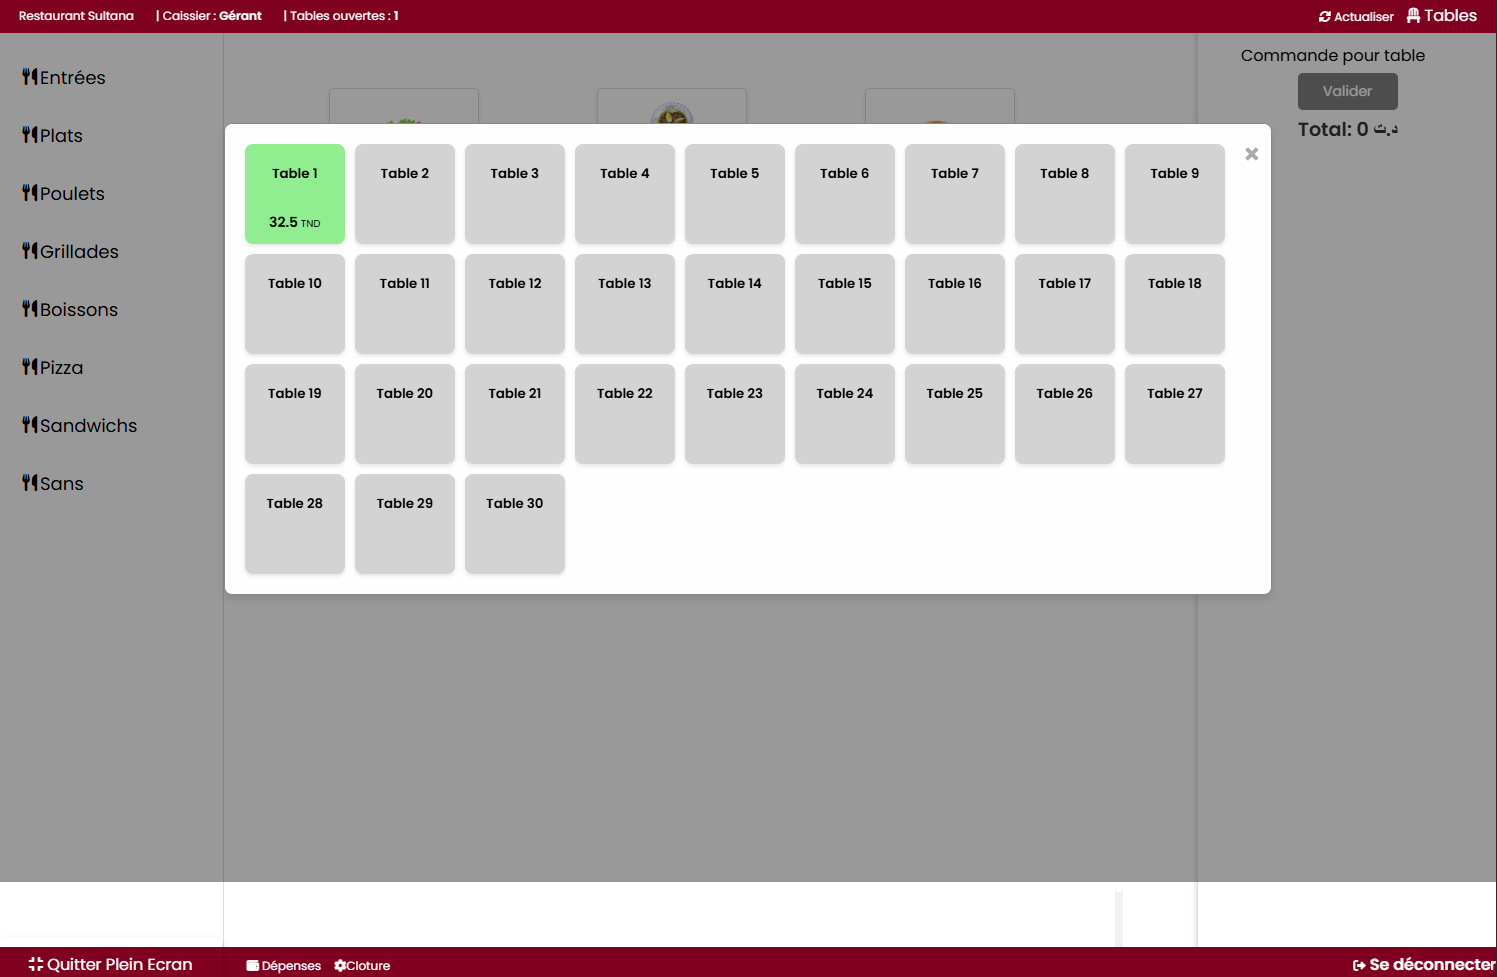 Restaurant Sultana | Caissier : Gérant | Tables ouvertes : 1 Actualiser Tables
Entrées
Plats
Poulets
Grillades
Boissons
Pizza
Sandwichs
Sans
Commande pour table
Valider
Total: 0 د.ت
×
Table 1 Table 2 Table 3 Table 4 Table 5 Table 6 Table 7 Table 8 Table 9
32.5 TND
Table 10 Table 11 Table 12 Table 13 Table 14 Table 15 Table 16 Table 17 Table 18
Table 19 Table 20 Table 21 Table 22 Table 23 Table 24 Table 25 Table 26 Table 27
Table 28 Table 29 Table 30
Quitter Plein Ecran Dépenses Cloture Se déconnecter